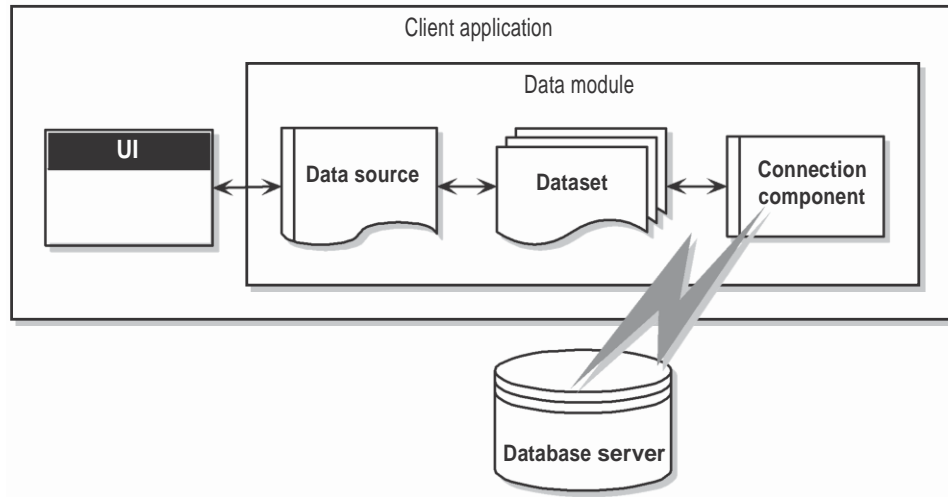 Client application
Data module
UI
Data source
Dataset
Connection
component
Database server